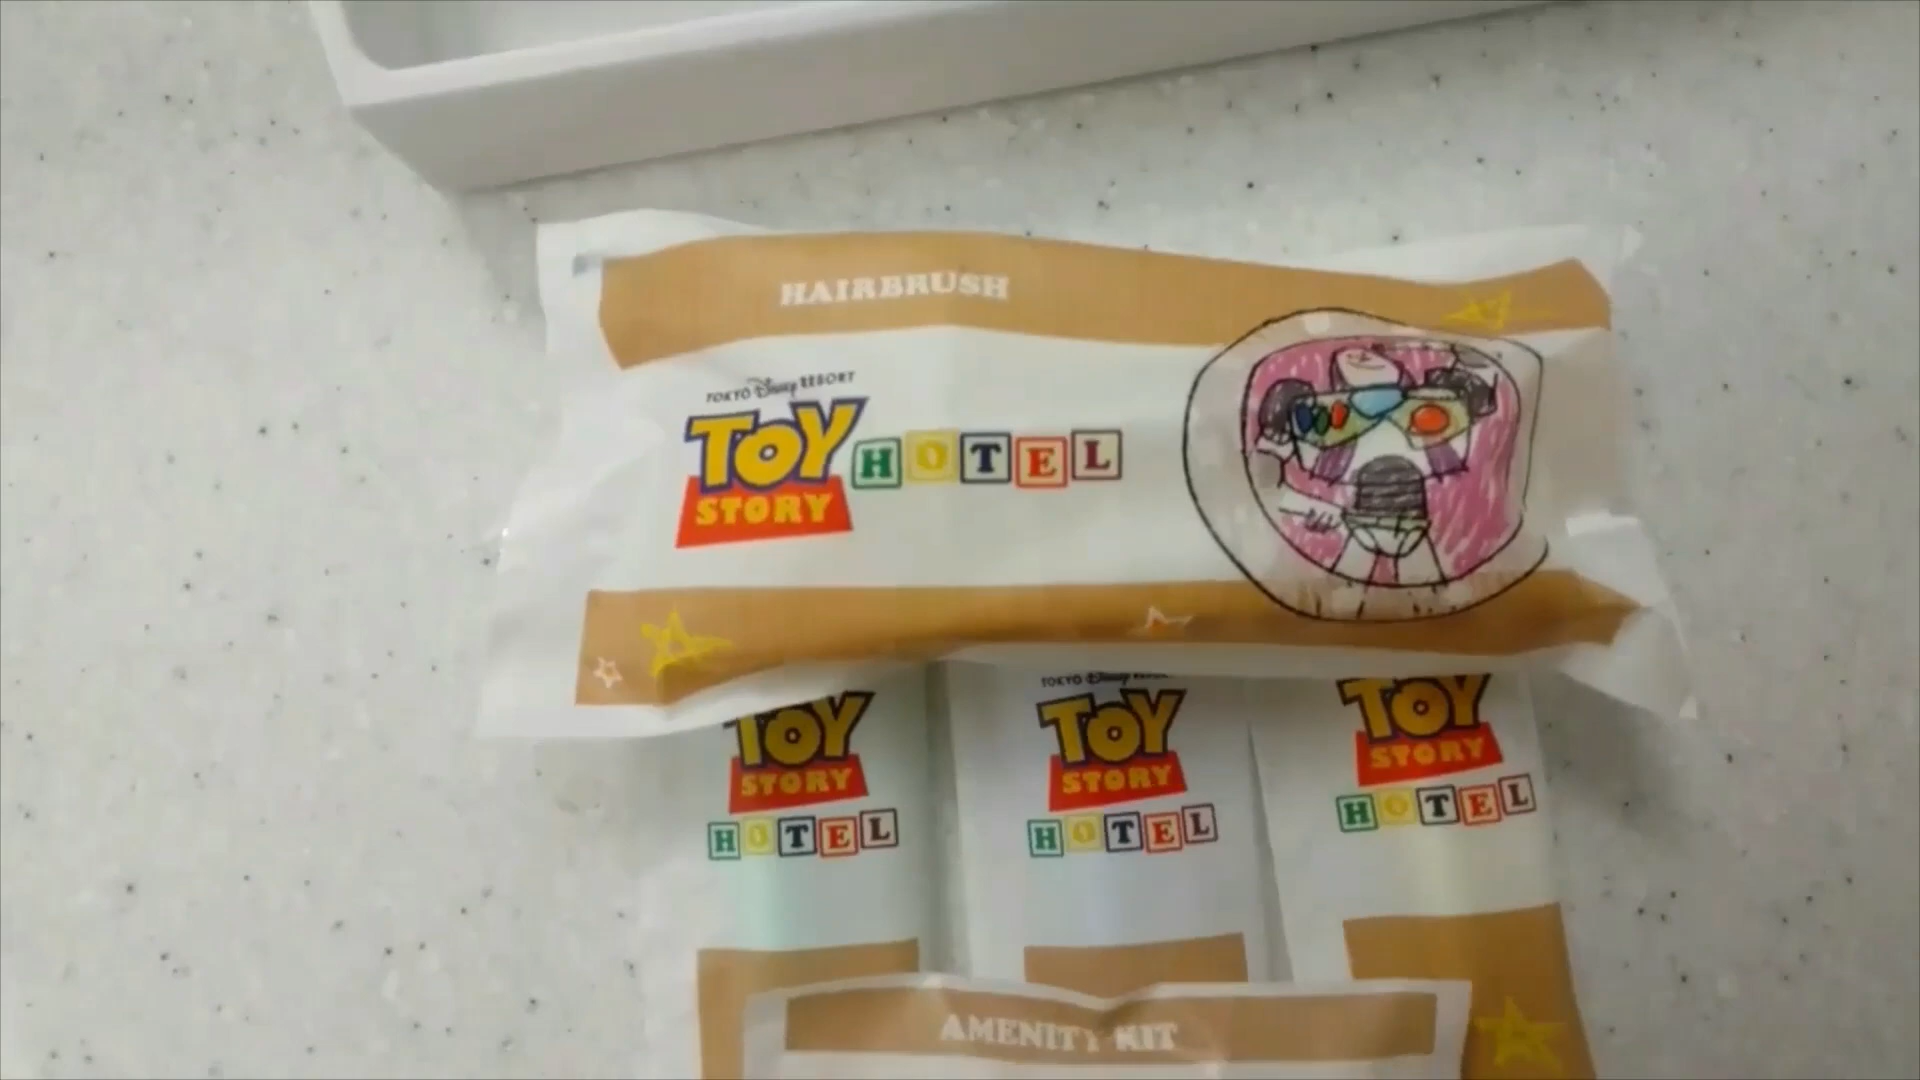 HAIRBRUSH
TOKYO Disney RESORT
TOY STORY HOTEL
TOY
STORY
HOTEL
TOKYO Disney
TOY
STORY
HOTEL
TOY
STORY
HOTEL
AMENITY KIT